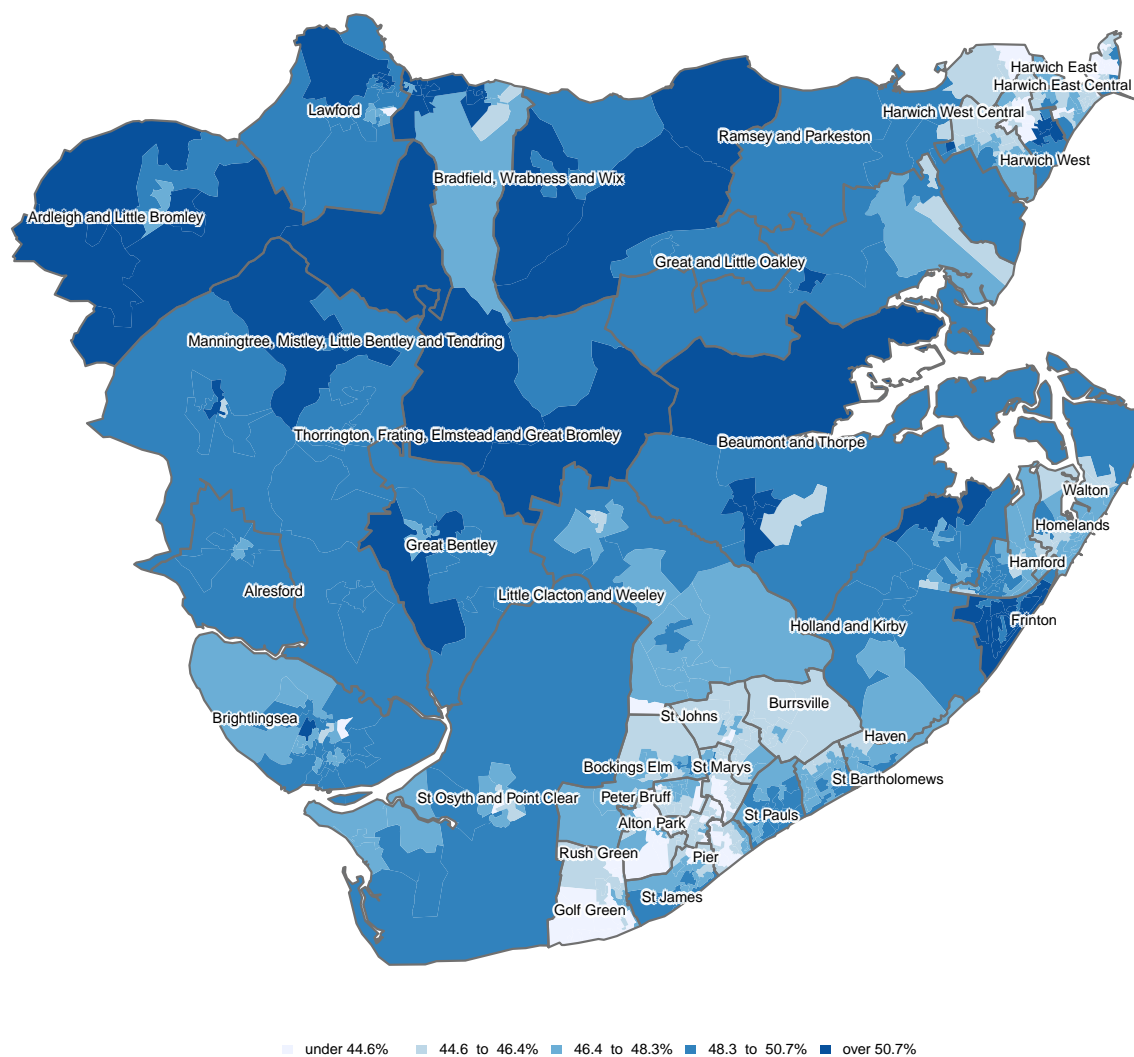 Harwich East
Harwich East Central
Lawford
Harwich West Central
Ramsey and Parkeston
Harwich West
Bradfield, Wrabness and Wix
Ardleigh and Little Bromley
Great and Little Oakley
Manningtree, Mistley, Little Bentley and Tendring
Thorrington, Frating, Elmstead and Great Bromley
Beaumont and Thorpe
Walton
Homelands
Great Bentley
Hamford
Alresford
Little Clacton and Weeley
Frinton
Holland and Kirby
Burrsville
St Johns
Brightlingsea
Haven
Bockings Elm
St Marys
St Bartholomews
St Osyth and Point Clear
Peter Bruff
St Pauls
Alton Park
Rush Green
Pier
St James
Golf Green
under 44.6%
44.6 to 46.4%
46.4 to 48.3%
48.3 to 50.7%
over 50.7%